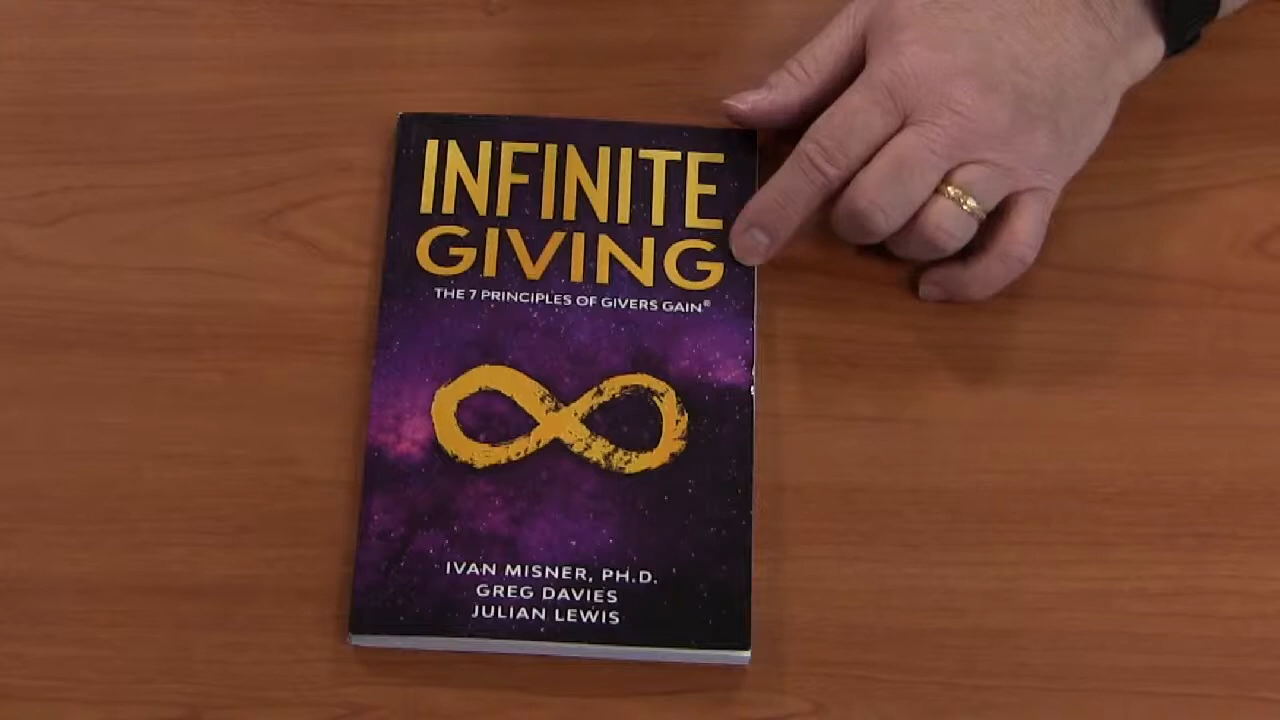 INFINITE
GIVING
THE 7 PRINCIPLES OF GIVERS GAIN®
IVAN MISNER, PH.D.
GREG DAVIES
JULIAN LEWIS